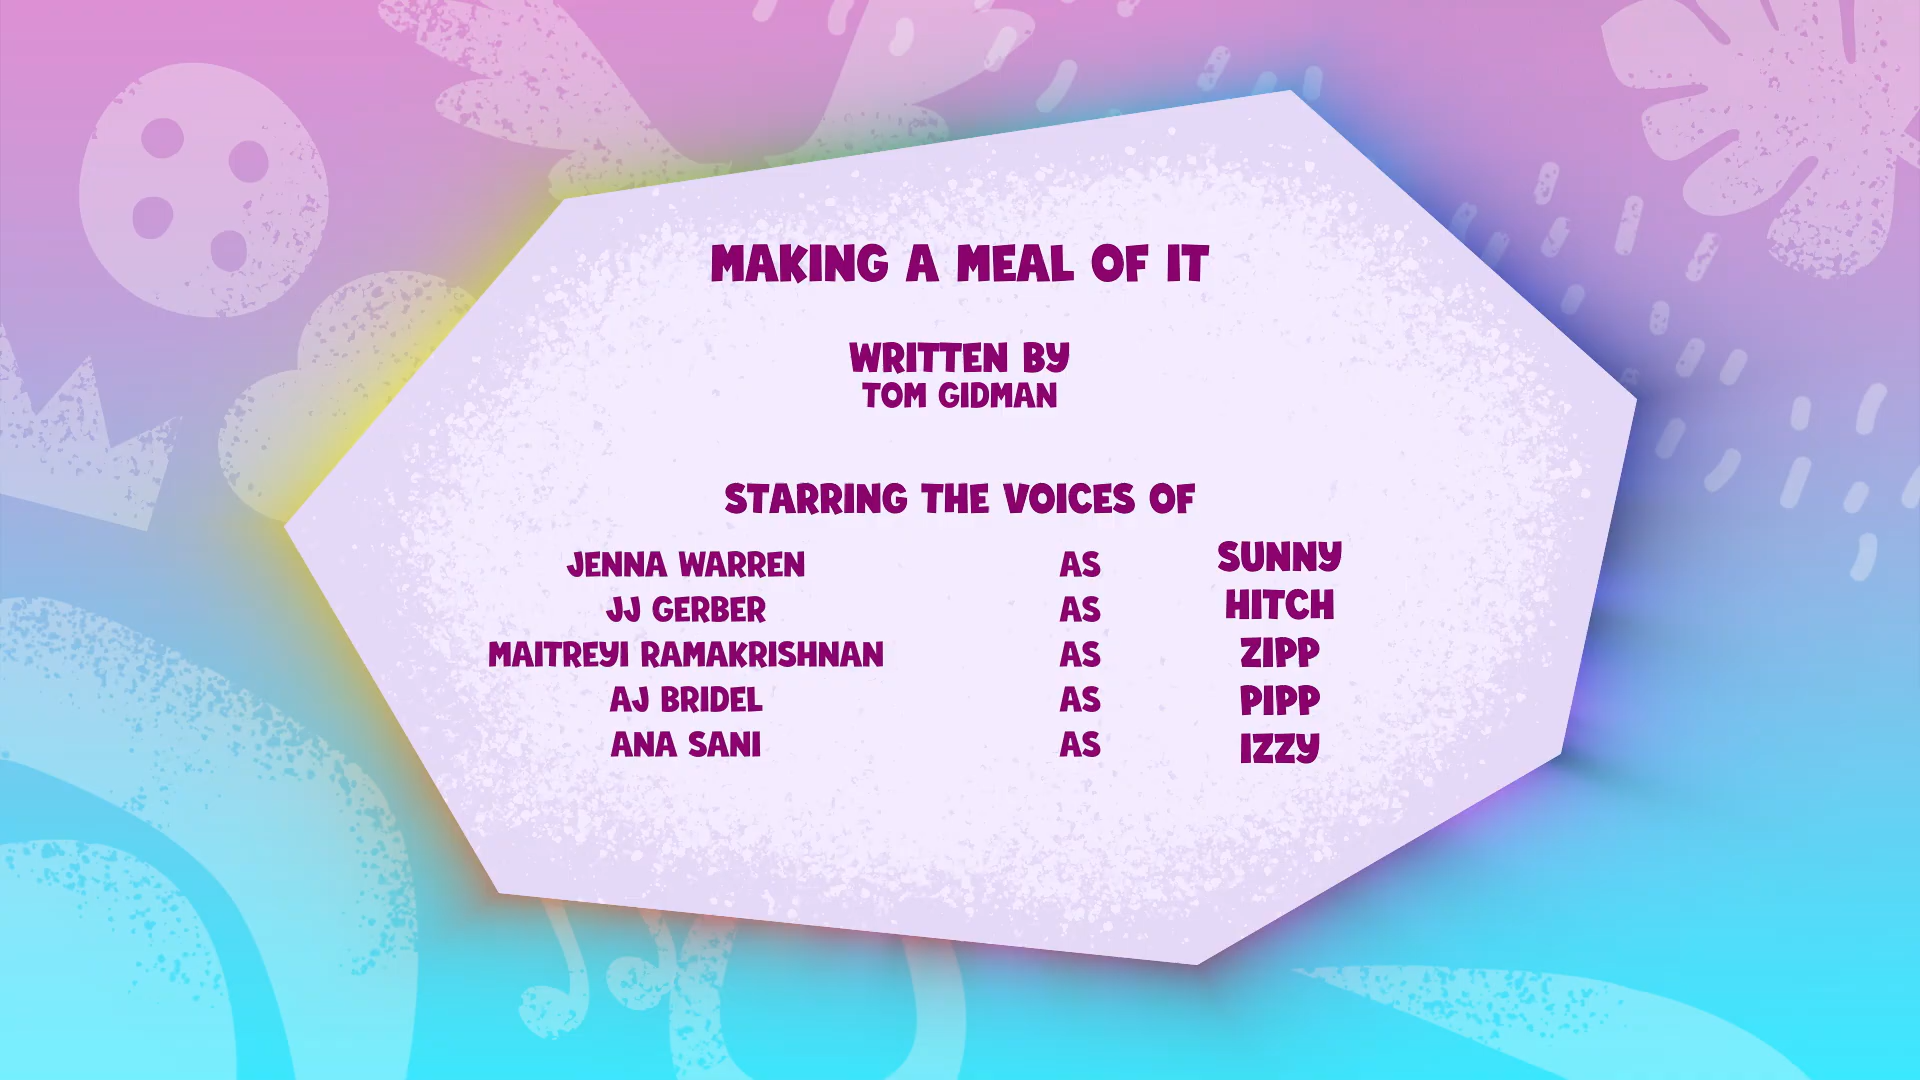 MAKING A MEAL OF IT
WRITTEN BY
TOM GIDMAN
STARRING THE VOICES OF
JENNA WARREN AS SUNNY
JJ GERBER AS HITCH
MAITREYI RAMAKRISHNAN AS ZIPP
AJ BRIDEL AS PIPP
ANA SANI AS IZZY